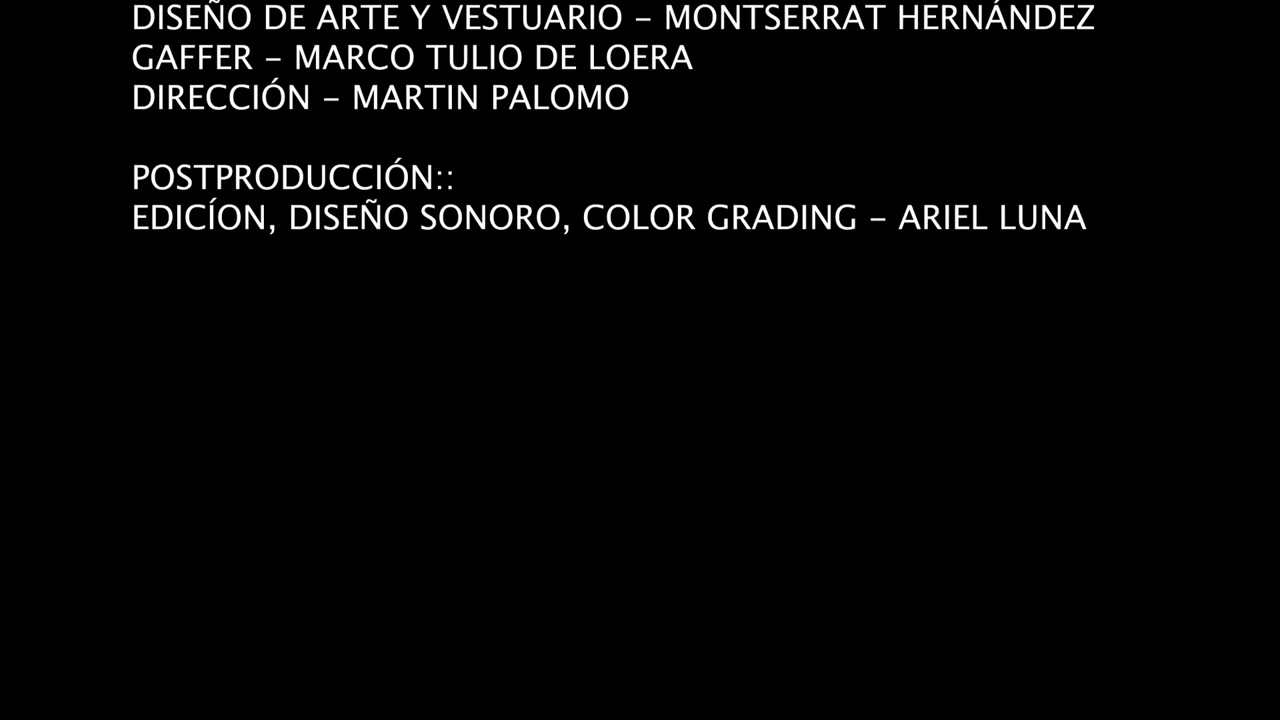 DISEÑO DE ARTE Y VESTUARIO – MONTSERRAT HERNÁNDEZ
GAFFER – MARCO TULIO DE LOERA
DIRECCIÓN – MARTIN PALOMO
POSTPRODUCCIÓN::
EDICÍON, DISEÑO SONORO, COLOR GRADING – ARIEL LUNA